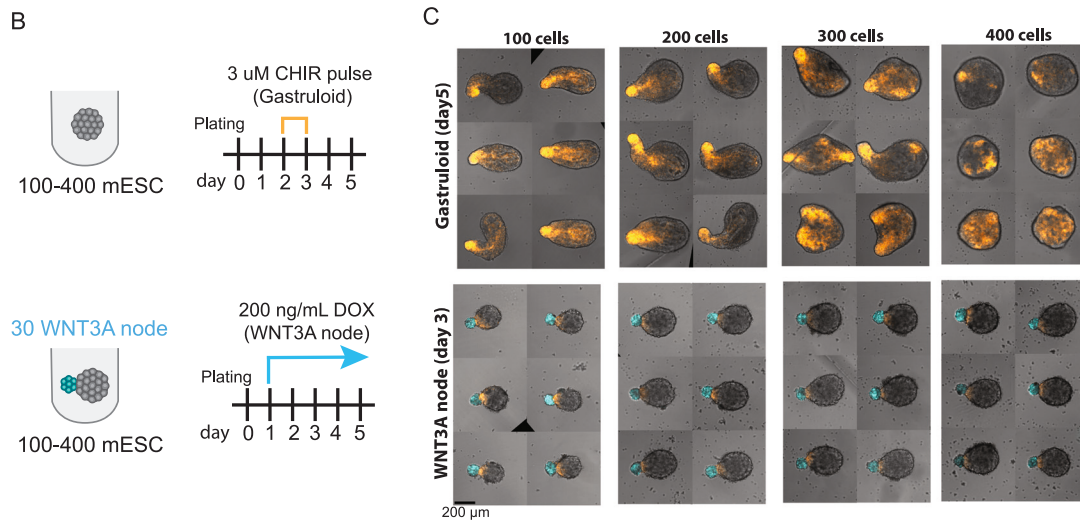 B
3 uM CHIR pulse
(Gastruloid)
Plating
day 0 1 2 3 4 5
100-400 mESC
30 WNT3A node
200 ng/mL DOX
(WNT3A node)
Plating
day 0 1 2 3 4 5
100-400 mESC
C
100 cells 200 cells 300 cells 400 cells
Gastruloid (day5)
WNT3A node (day 3)
200 µm